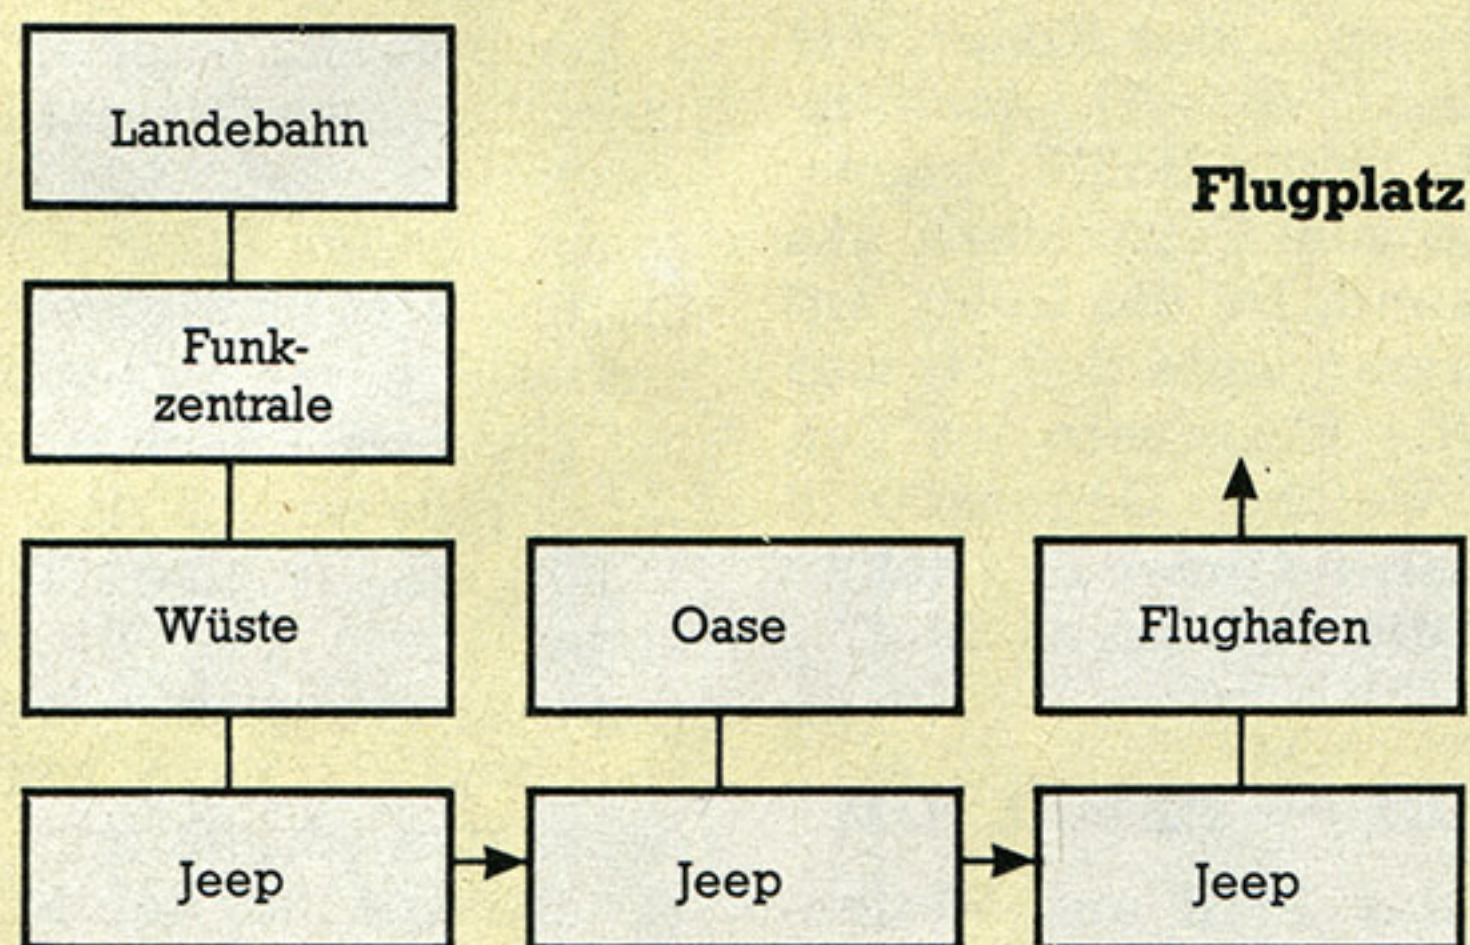 Landebahn
Flugplatz
Funk-
zentrale
Wüste
Oase
Flughafen
Jeep
Jeep
Jeep